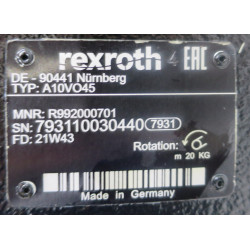 rexroth 4 EAC
DE - 90441 Nürnberg
TYP: A10VO45
MNR: R992000701
SN: 793110030440 7931
FD: 21W43
Rotation:
m 20 KG
Made in Germany